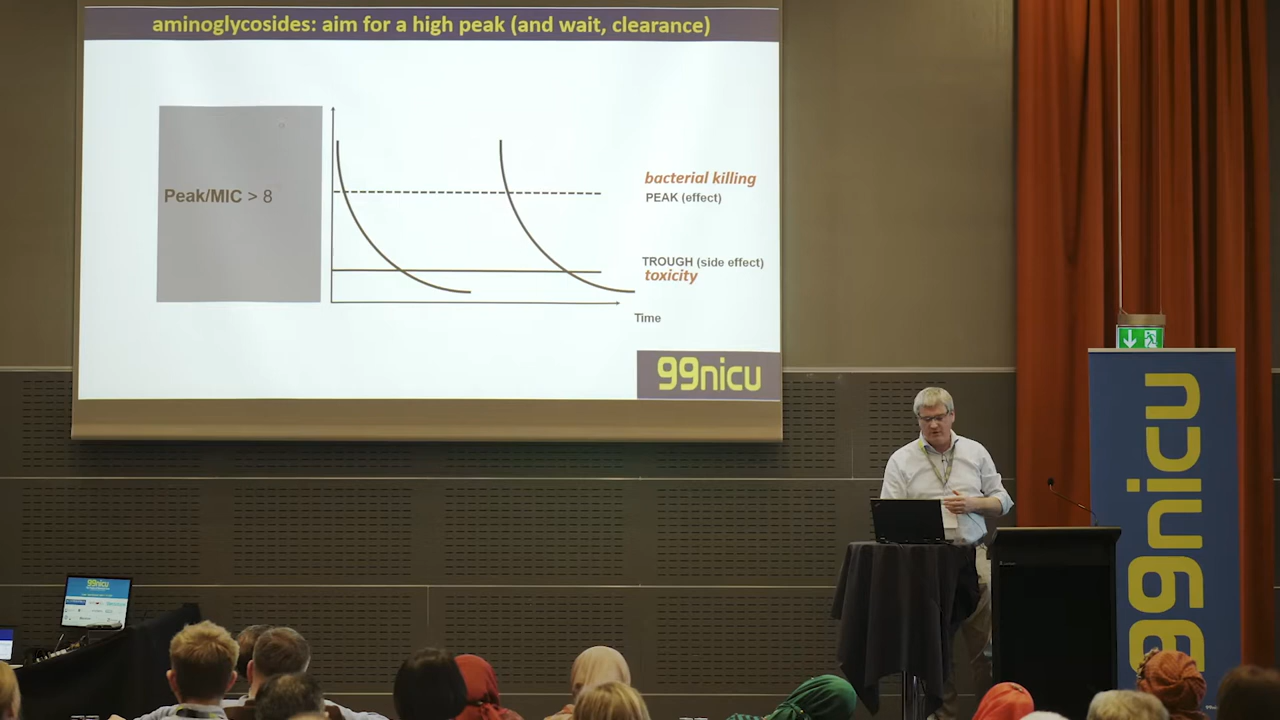 aminoglycosides: aim for a high peak (and wait, clearance)
Peak/MIC > 8
bacterial killing
PEAK (effect)
TROUGH (side effect)
toxicity
Time
99nicu
99nicu
99nicu